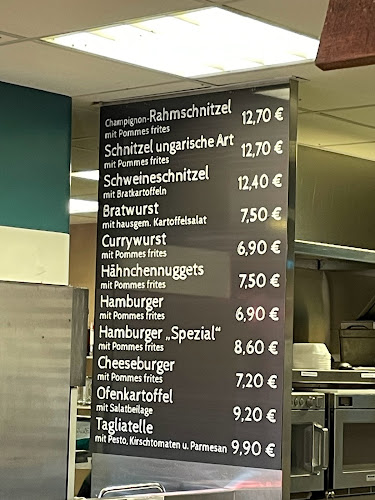 Champignon-Rahmschnitzel 12,70 €
mit Pommes frites
Schnitzel ungarische Art 12,70 €
mit Pommes frites
Schweineschnitzel 12,40 €
mit Bratkartoffeln
Bratwurst 7,50 €
mit hausgem. Kartoffelsalat
Currywurst 6,90 €
mit Pommes frites
Hähnchennuggets 7,50 €
mit Pommes frites
Hamburger 6,90 €
mit Pommes frites
Hamburger „Spezial“ 8,60 €
mit Pommes frites
Cheeseburger 7,20 €
mit Pommes frites
Ofenkartoffel 9,20 €
mit Salatbeilage
Tagliatelle 9,90 €
mit Pesto, Kirschtomaten u. Parmesan